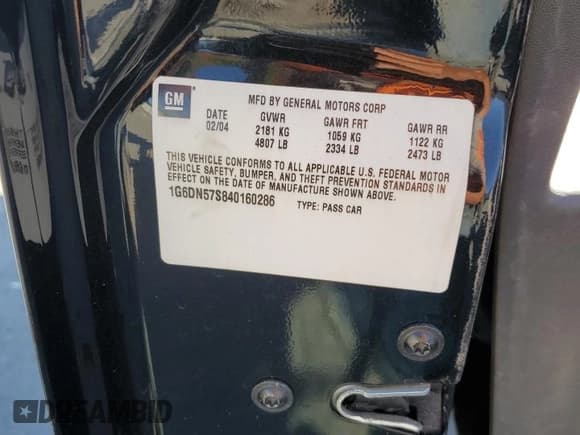 GM
MFD BY GENERAL MOTORS CORP
DATE GVWR GAWR FRT GAWR RR
02/04 2181 KG 1059 KG 1122 KG
4807 LB 2334 LB 2473 LB
THIS VEHICLE CONFORMS TO ALL APPLICABLE U.S. FEDERAL MOTOR
VEHICLE SAFETY, BUMPER, AND THEFT PREVENTION STANDARDS IN
EFFECT ON THE DATE OF MANUFACTURE SHOWN ABOVE.
1G6DN57S840160286 TYPE: PASS CAR
DREAMBID